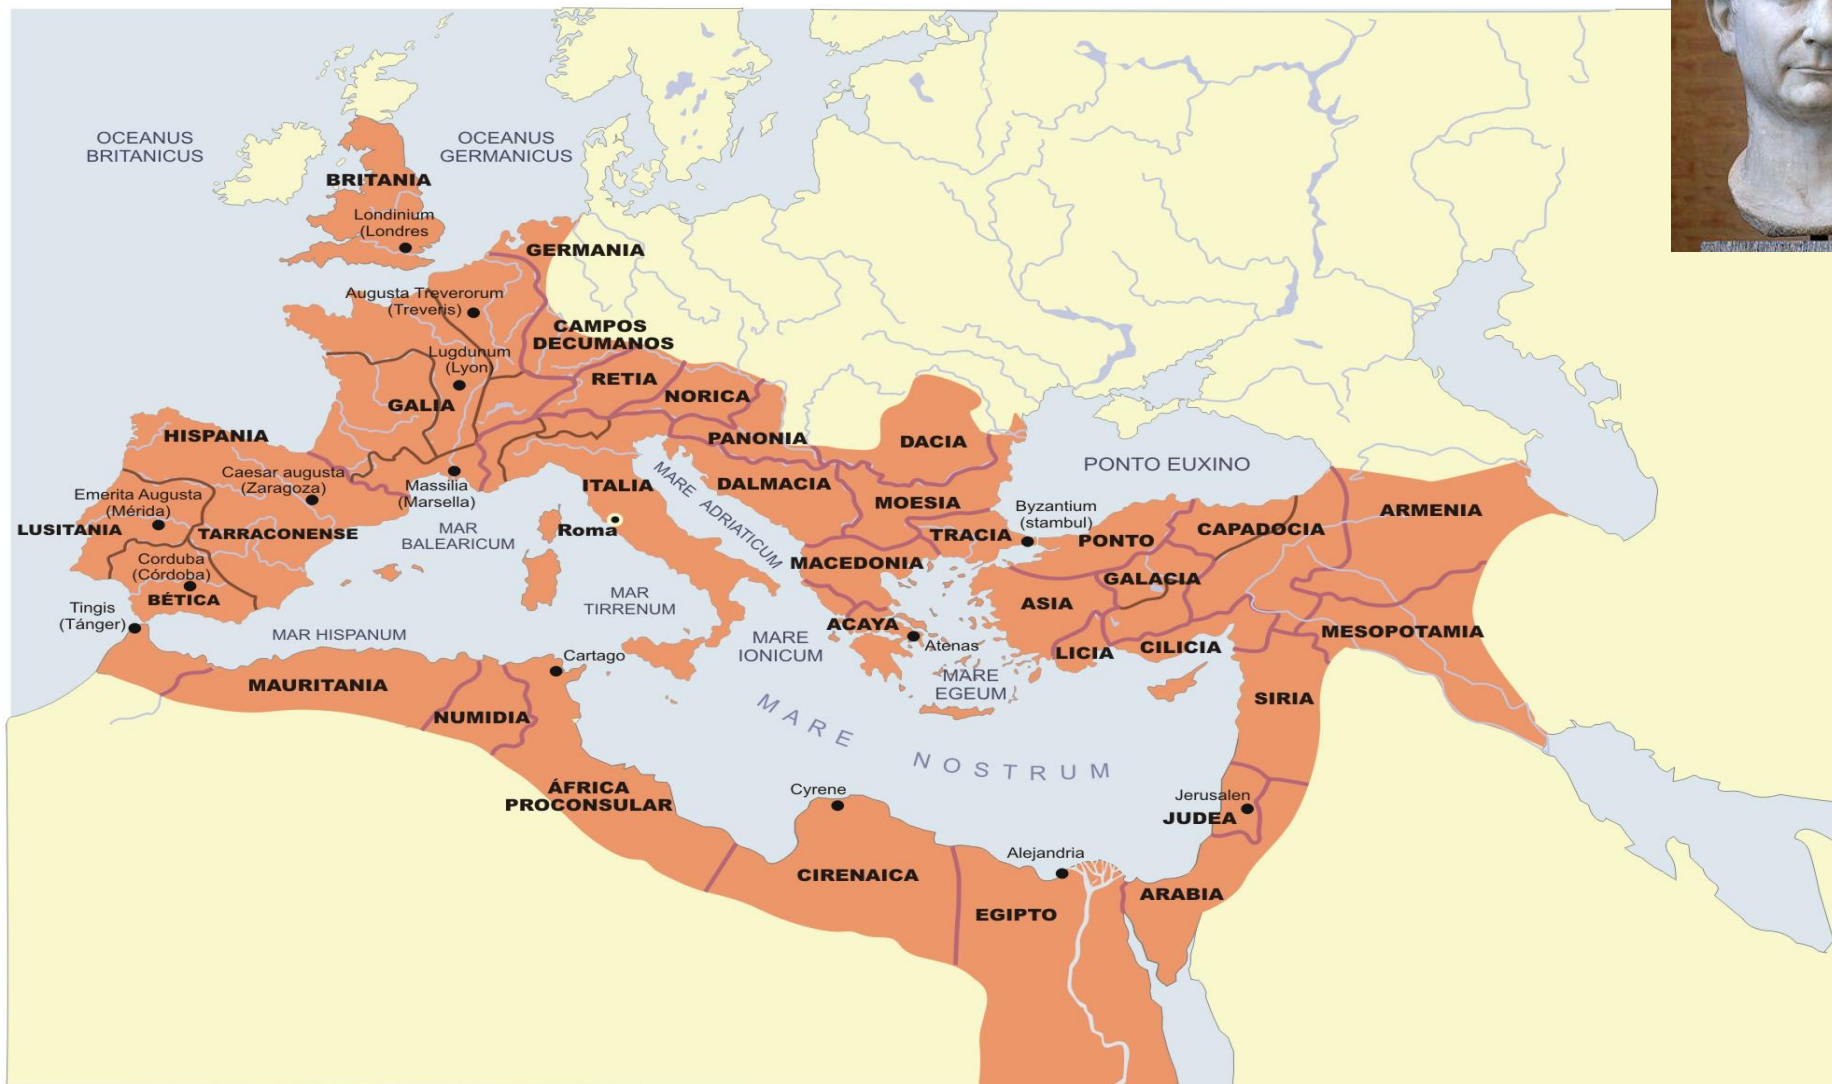 OCEANUS
BRITANICUS
OCEANUS
GERMANICUS
BRITANIA
Londinium
(Londres
GERMANIA
Augusta Treverorum
(Treveris)
CAMPOS
DECUMANOS
Lugdunum
(Lyon)
RETIA
NORICA
GALIA
HISPANIA
PANONIA
DACIA
Caesar augusta
(Zaragoza)
Massilia
(Marsella)
ITALIA
MARE ADRIATICUM
DALMACIA
PONTO EUXINO
Emerita Augusta
(Mérida)
LUSITANIA
TARRACONENSE
MAR
BALEARICUM
Roma
MOESIA
Byzantium
(stambul)
TRACIA
PONTO
CAPADOCIA
ARMENIA
Corduba
(Córdoba)
BÉTICA
MACEDONIA
GALACIA
ASIA
Tingis
(Tánger)
MAR HISPANUM
MAR
TIRRENUM
MARE
IONICUM
ACAYA
Atenas
LICIA
CILICIA
MESOPOTAMIA
Cartago
MAURITANIA
NUMIDIA
MARE
EGEUM
SIRIA
MARE NOSTRUM
ÁFRICA
PROCONSULAR
Cyrene
Jerusalen
JUDEA
Alejandria
CIRENAICA
EGIPTO
ARABIA